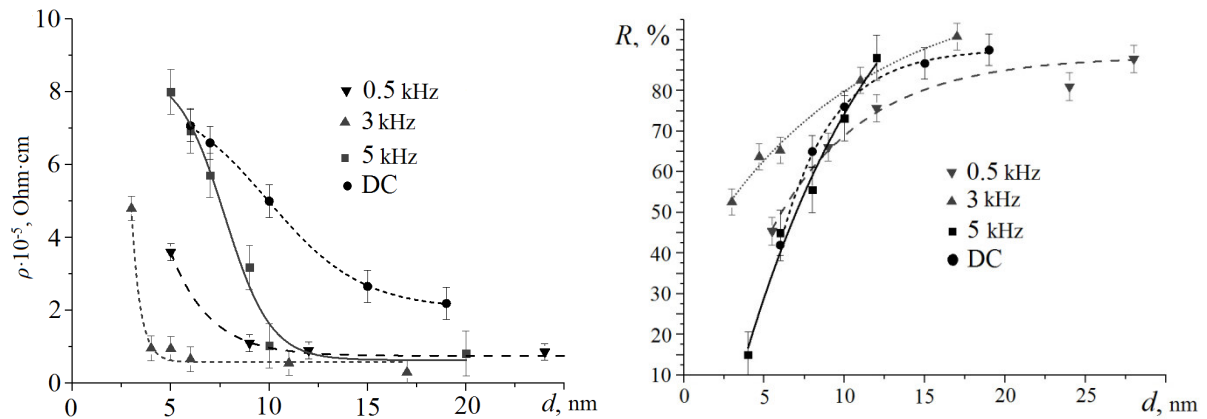 10
8
6
4
2
0
ρ·10⁻⁵, Ohm·cm
0.5 kHz
3 kHz
5 kHz
DC
0 5 10 15 20 d, nm
R, %
80
70
60
50
40
30
20
10
0.5 kHz
3 kHz
5 kHz
DC
0 5 10 15 20 25 d, nm